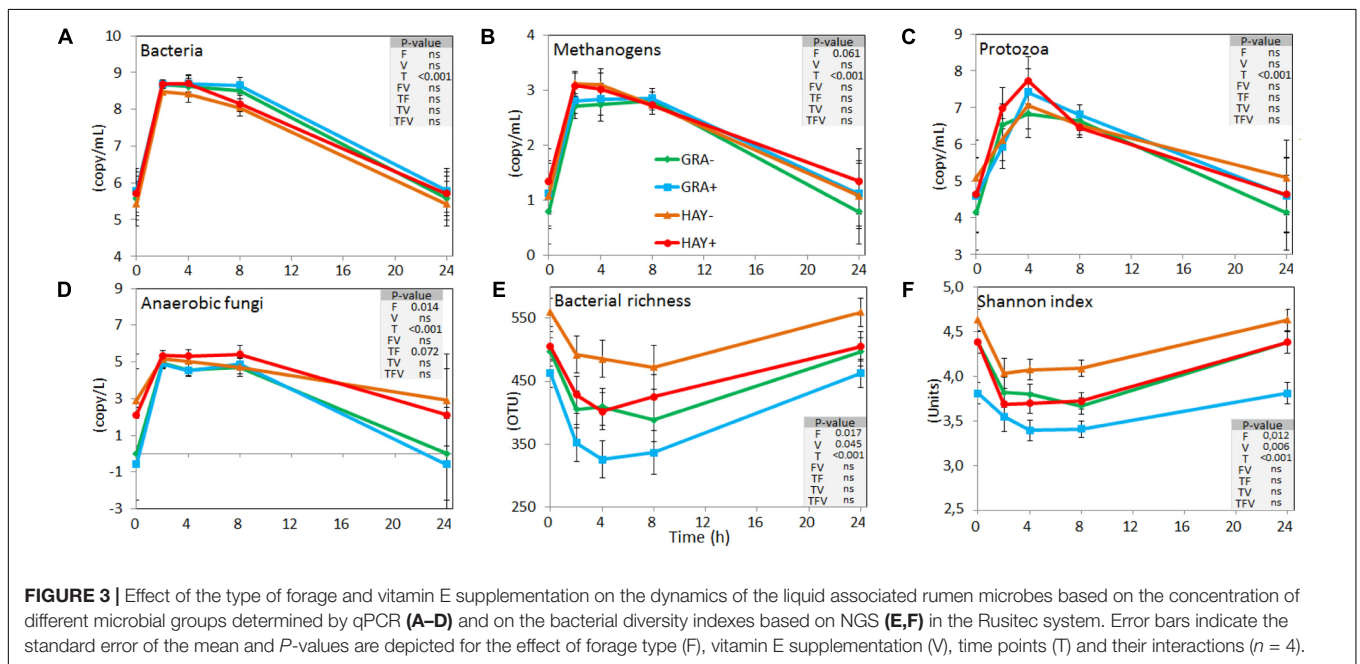 A
Bacteria
P-value
F ns
V ns
T <0.001
FV ns
TF ns
TV ns
TFV ns
(copy/mL)
10
9
8
7
6
5
4
0 4 8 12 16 20 24
B
Methanogens
P-value
F 0.061
V ns
T <0.001
FV ns
TF ns
TV ns
TFV ns
(copy/mL)
4
3
2
1
0
GRA-
GRA+
HAY-
HAY+
0 4 8 12 16 20 24
C
Protozoa
P-value
F ns
V ns
T <0.001
FV ns
TF ns
TV ns
TFV ns
(copy/mL)
9
8
7
6
5
4
3
0 4 8 12 16 20 24
D
Anaerobic fungi
P-value
F 0.014
V ns
T <0.001
FV ns
TF 0.072
TV ns
TFV ns
(copy/L)
9
7
5
3
1
-1
-3
0 4 8 12 16 20 24
E
Bacterial richness
P-value
F 0.017
V 0.045
T <0.001
FV ns
TF ns
TV ns
TFV ns
(OTU)
550
450
350
250
0 4 8 12 16 20 24
Time (h)
F
Shannon index
P-value
F 0,012
V 0,006
T <0.001
FV ns
TF ns
TV ns
TFV ns
(Units)
5,0
4,5
4,0
3,5
3,0
2,5
0 4 8 12 16 20 24
FIGURE 3 | Effect of the type of forage and vitamin E supplementation on the dynamics of the liquid associated rumen microbes based on the concentration of
different microbial groups determined by qPCR (A–D) and on the bacterial diversity indexes based on NGS (E,F) in the Rusitec system. Error bars indicate the
standard error of the mean and P-values are depicted for the effect of forage type (F), vitamin E supplementation (V), time points (T) and their interactions (n = 4).